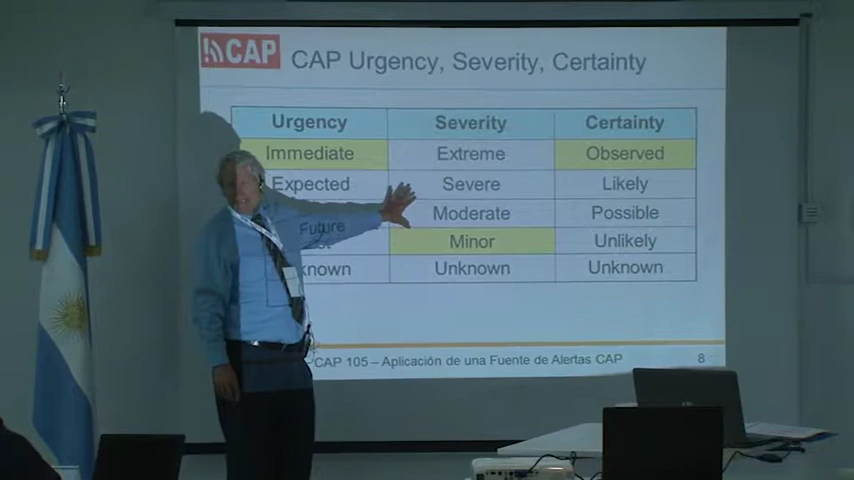 CAP
CAP Urgency, Severity, Certainty
Urgency Severity Certainty
Immediate Extreme Observed
Expected Severe Likely
Future Moderate Possible
Minor Unlikely
known Unknown Unknown
CAP 105 – Aplicación de una Fuente de Alertas CAP 8